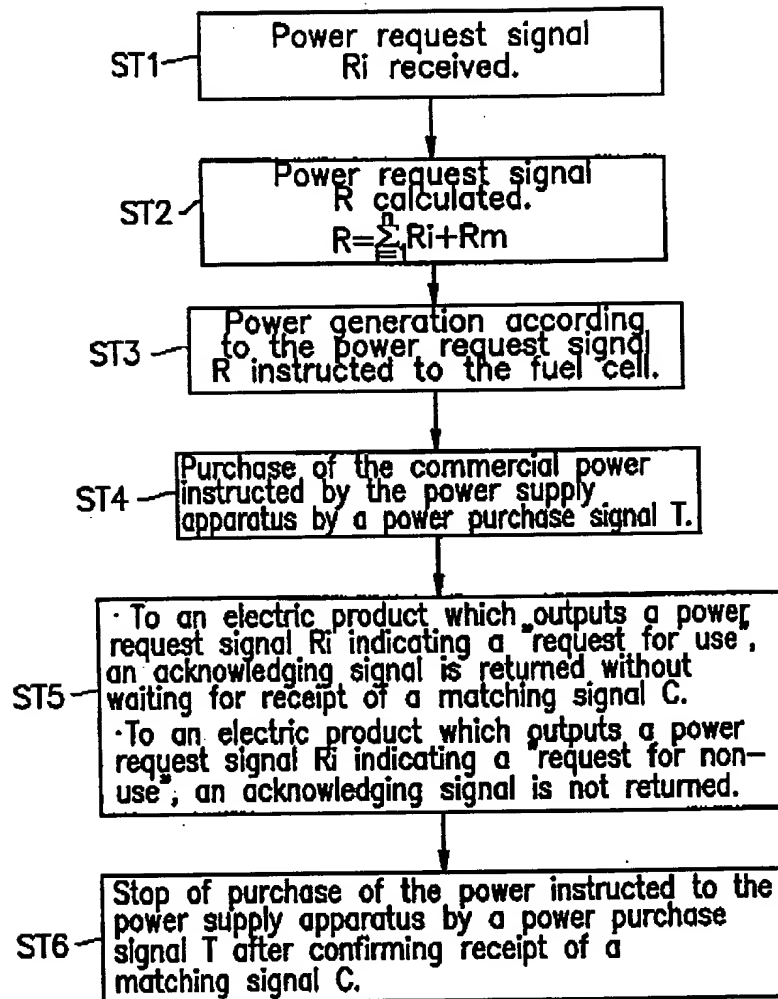 ST1
Power request signal
Ri received.
ST2
Power request signal
R calculated.
R=∑Ri+Rm
n
ST3
Power generation according
to the power request signal
R instructed to the fuel cell.
ST4
Purchase of the commercial power
instructed by the power supply
apparatus by a power purchase signal T.
ST5
· To an electric product which outputs a power
request signal Ri indicating a "request for use",
an acknowledging signal is returned without
waiting for receipt of a matching signal C.
·To an electric product which outputs a power
request signal Ri indicating a "request for non-
use", an acknowledging signal is not returned.
ST6
Stop of purchase of the power instructed to the
power supply apparatus by a power purchase
signal T after confirming receipt of a
matching signal C.